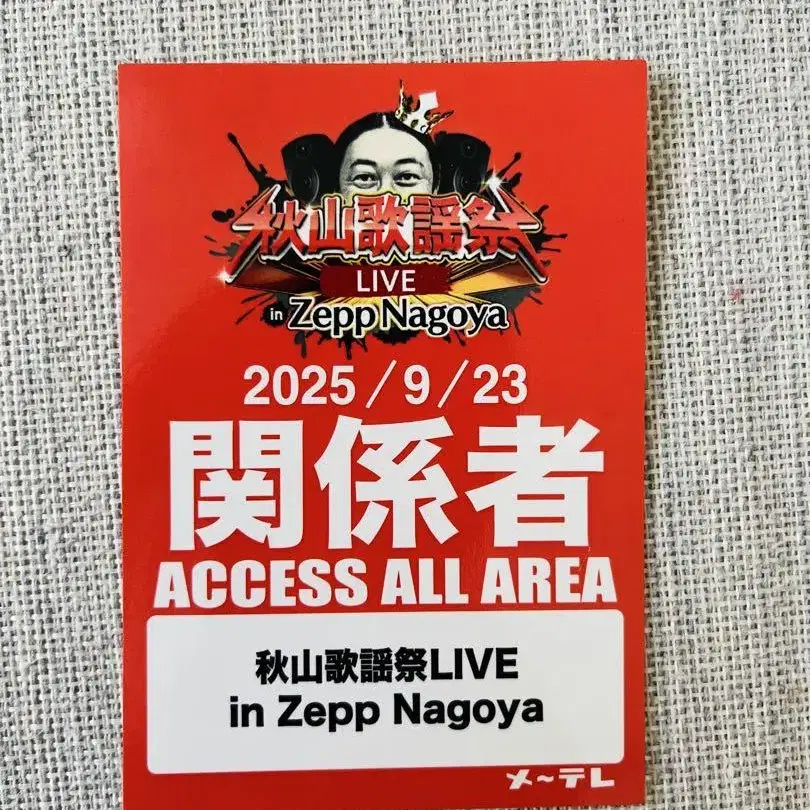 秋山歌謡祭
LIVE
in Zepp Nagoya
2025/9/23
関係者
ACCESS ALL AREA
秋山歌謡祭LIVE
in Zepp Nagoya
メ~テレ